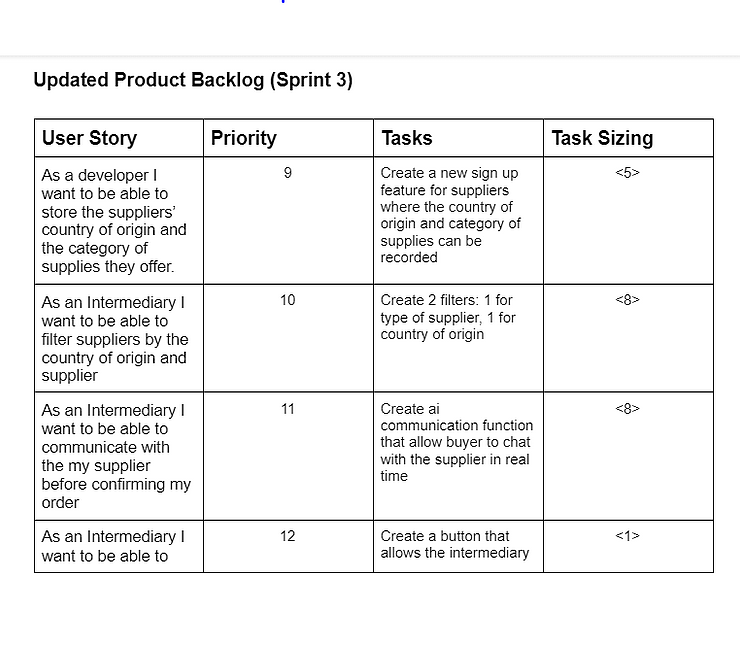 Updated Product Backlog (Sprint 3)
User Story Priority Tasks Task Sizing
As a developer I
want to be able to
store the suppliers’
country of origin and
the category of
supplies they offer.
9
Create a new sign up
feature for suppliers
where the country of
origin and category of
supplies can be
recorded
<5>
As an Intermediary I
want to be able to
filter suppliers by the
country of origin and
supplier
10
Create 2 filters: 1 for
type of supplier, 1 for
country of origin
<8>
As an Intermediary I
want to be able to
communicate with
the my supplier
before confirming my
order
11
Create ai
communication function
that allow buyer to chat
with the supplier in real
time
<8>
As an Intermediary I
want to be able to
12
Create a button that
allows the intermediary
<1>